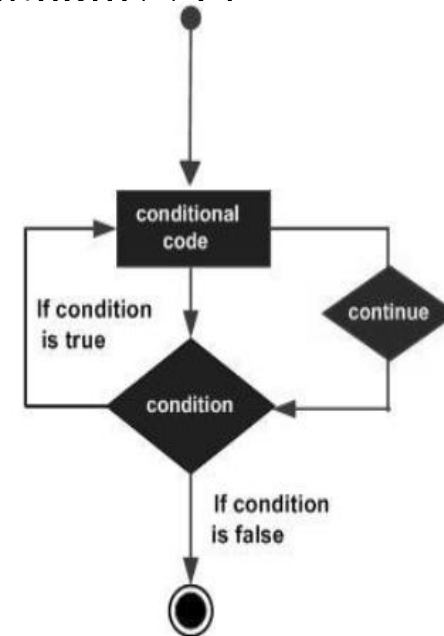 conditional
code
If condition
is true
continue
condition
If condition
is false